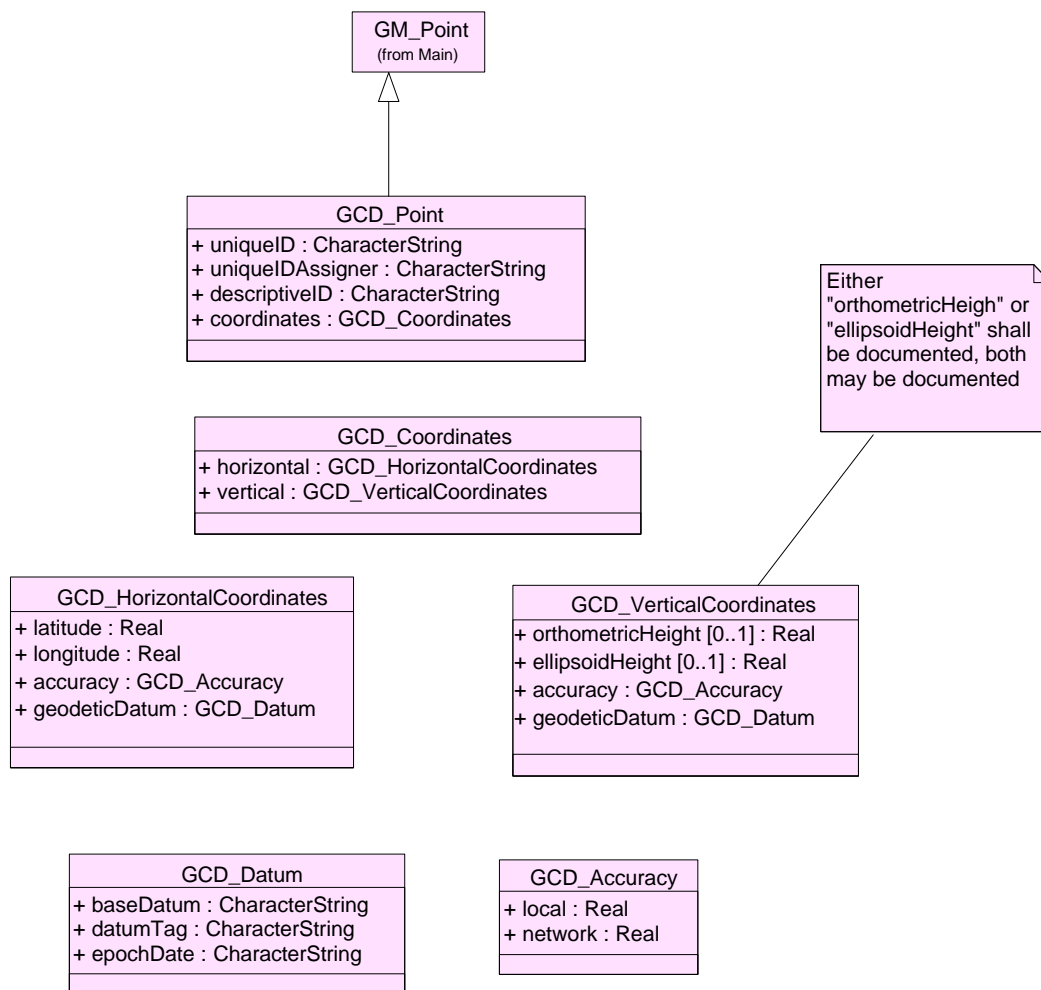 GM_Point
(from Main)
GCD_Point
+ uniqueID : CharacterString
+ uniqueIDAssigner : CharacterString
+ descriptiveID : CharacterString
+ coordinates : GCD_Coordinates
Either
"orthometricHeigh" or
"ellipsoidHeight" shall
be documented, both
may be documented
GCD_Coordinates
+ horizontal : GCD_HorizontalCoordinates
+ vertical : GCD_VerticalCoordinates
GCD_HorizontalCoordinates
+ latitude : Real
+ longitude : Real
+ accuracy : GCD_Accuracy
+ geodeticDatum : GCD_Datum
GCD_VerticalCoordinates
+ orthometricHeight [0..1] : Real
+ ellipsoidHeight [0..1] : Real
+ accuracy : GCD_Accuracy
+ geodeticDatum : GCD_Datum
GCD_Datum
+ baseDatum : CharacterString
+ datumTag : CharacterString
+ epochDate : CharacterString
GCD_Accuracy
+ local : Real
+ network : Real